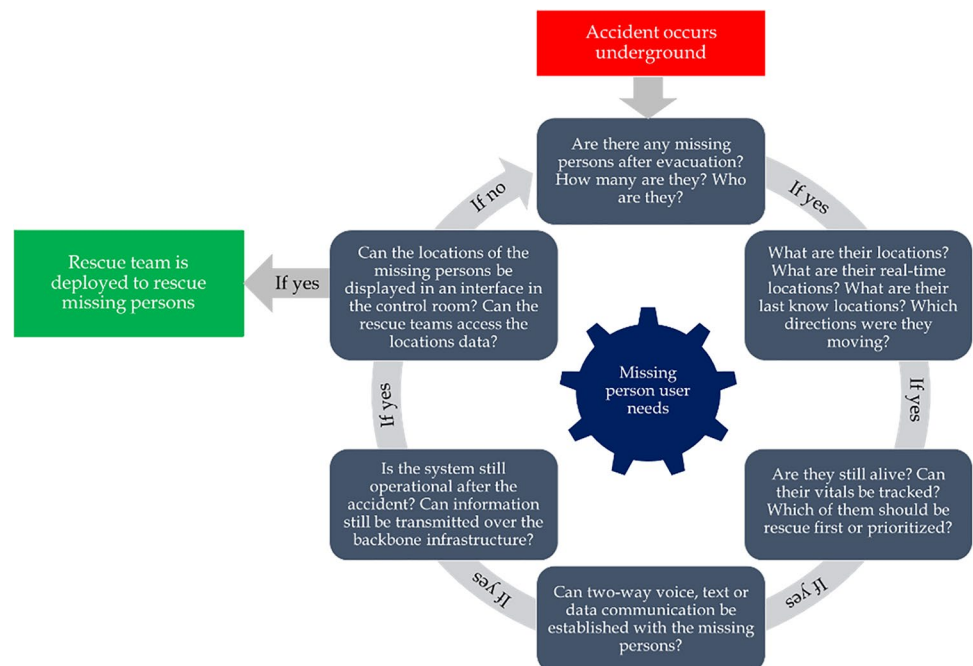 Accident occurs
underground
Are there any missing
persons after evacuation?
How many are they? Who
are they?
If yes
What are their locations?
What are their real-time
locations? What are their
last know locations? Which
directions were they
moving?
If yes
Are they still alive? Can
their vitals be tracked?
Which of them should be
rescue first or prioritized?
If yes
Can two-way voice, text or
data communication be
established with the missing
persons?
If yes
Is the system still
operational after the
accident? Can information
still be transmitted over the
backbone infrastructure?
If yes
Can the locations of the
missing persons be
displayed in an interface in
the control room? Can the
rescue teams access the
locations data?
If no
If yes
Rescue team is
deployed to rescue
missing persons
Missing
person user
needs